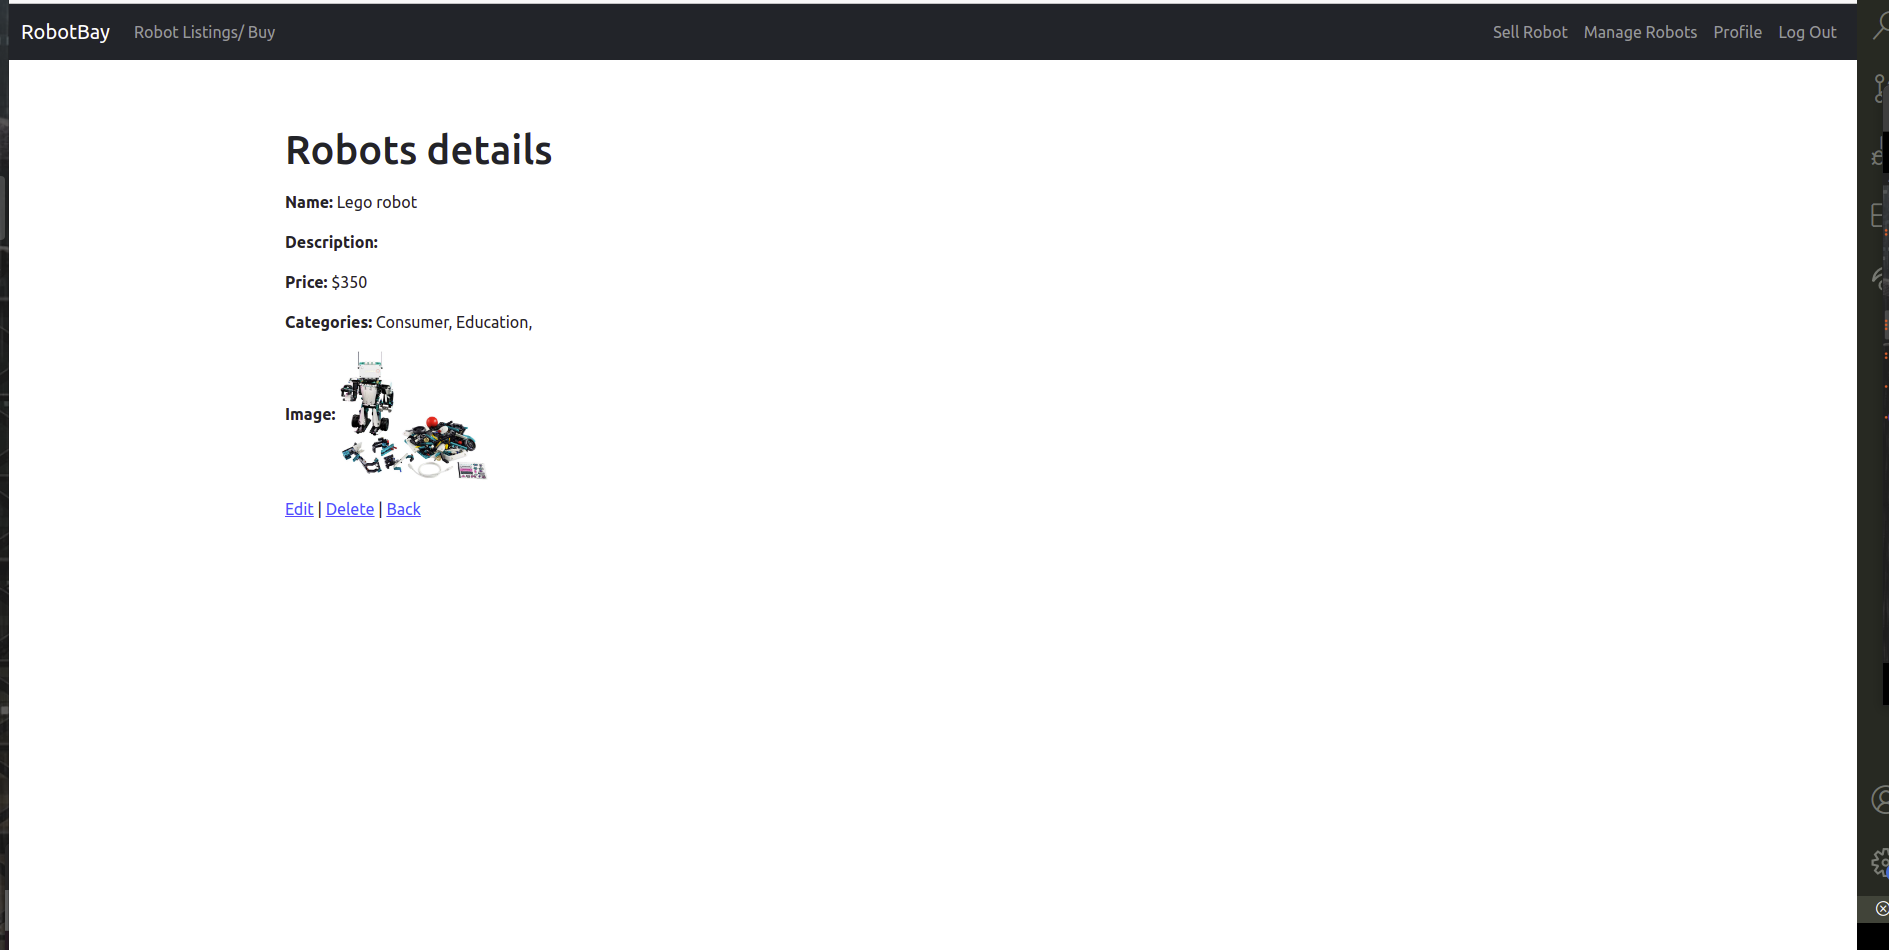 RobotBay Robot Listings/ Buy Sell Robot Manage Robots Profile Log Out
Robots details
Name: Lego robot
Description:
Price: $350
Categories: Consumer, Education,
Image:
Edit | Delete | Back